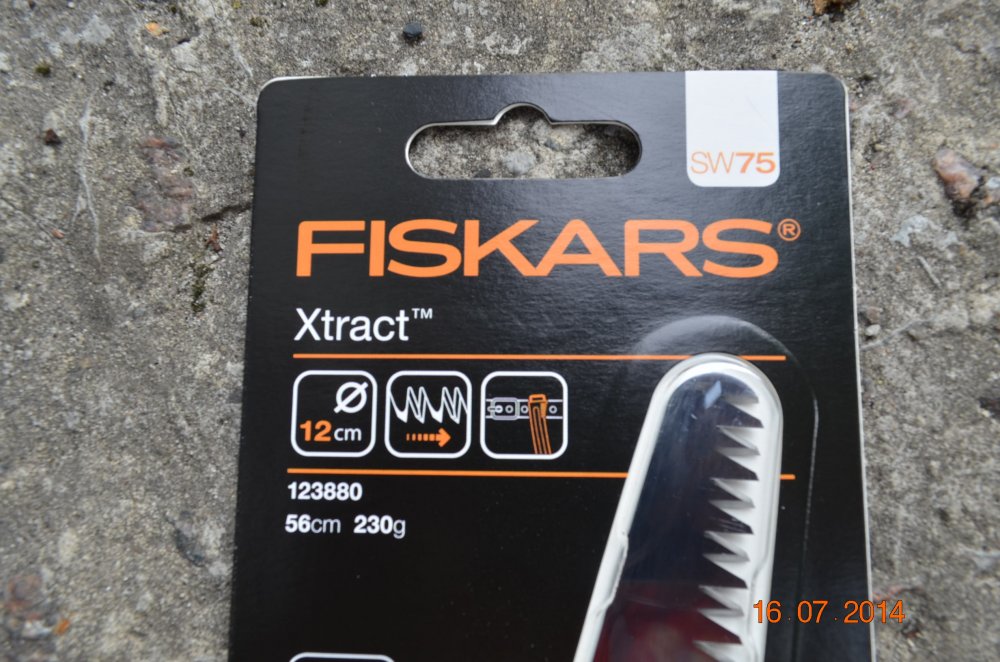 SW75
FISKARS®
Xtract™
Ø
12cm
123880
56cm 230g
16.07.2014